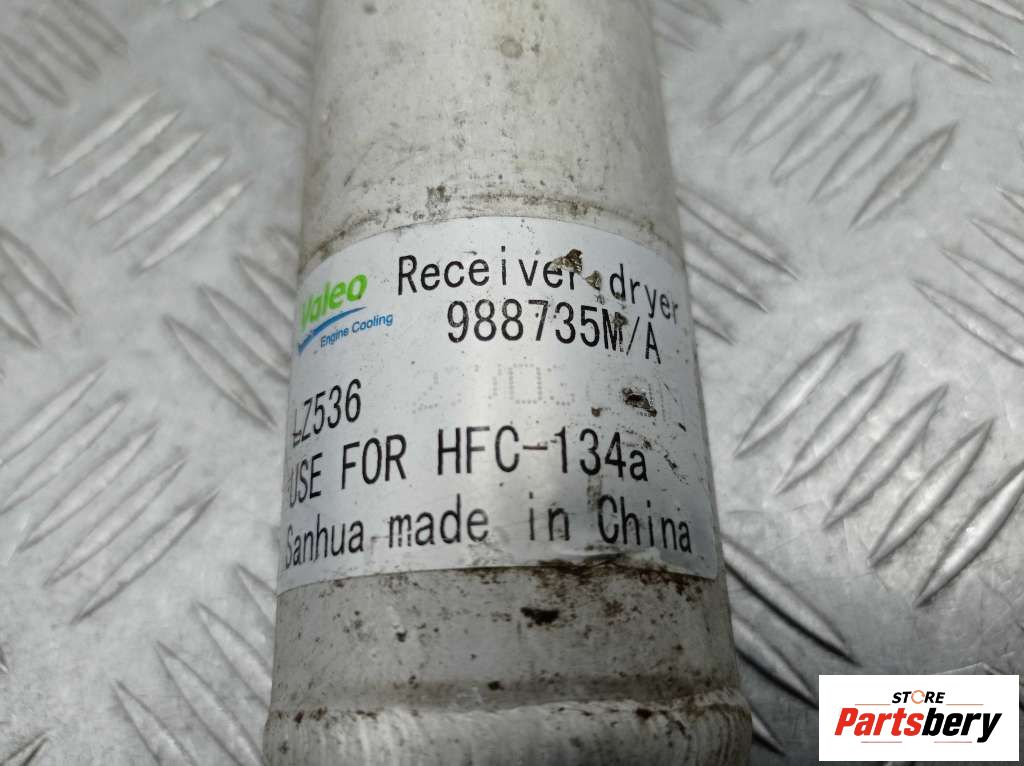 Valeo
Engine Cooling
Receiver dryer
988735M/A
LZ536
USE FOR HFC-134a
Sanhua made in China
STORE
Partsbery